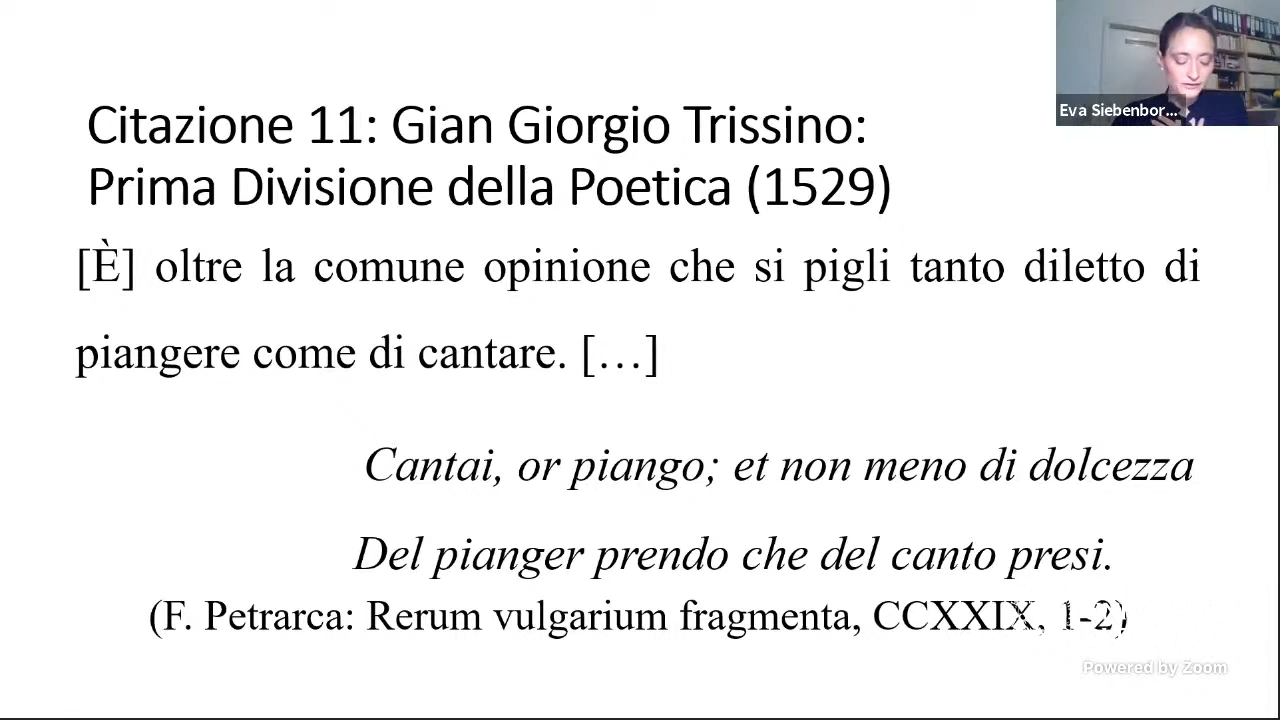 Eva Siebenbor...
Citazione 11: Gian Giorgio Trissino:
Prima Divisione della Poetica (1529)
[È] oltre la comune opinione che si pigli tanto diletto di
piangere come di cantare. […]
Cantai, or piango; et non meno di dolcezza
Del pianger prendo che del canto presi.
(F. Petrarca: Rerum vulgarium fragmenta, CCXXIX, 1-2)
Powered by Zoom